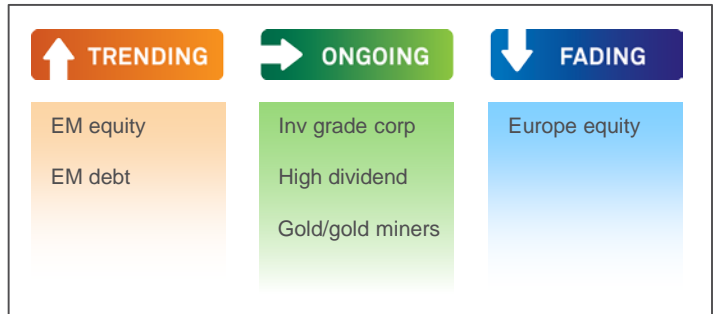 TRENDING
EM equity
EM debt
ONGOING
Inv grade corp
High dividend
Gold/gold miners
FADING
Europe equity